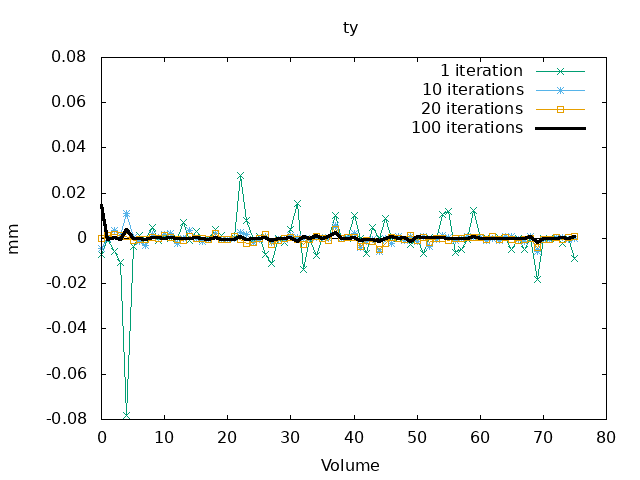 ty
0.08
0.06
0.04
0.02
0
-0.02
-0.04
-0.06
-0.08
mm
1 iteration
10 iterations
20 iterations
100 iterations
0 10 20 30 40 50 60 70 80
Volume